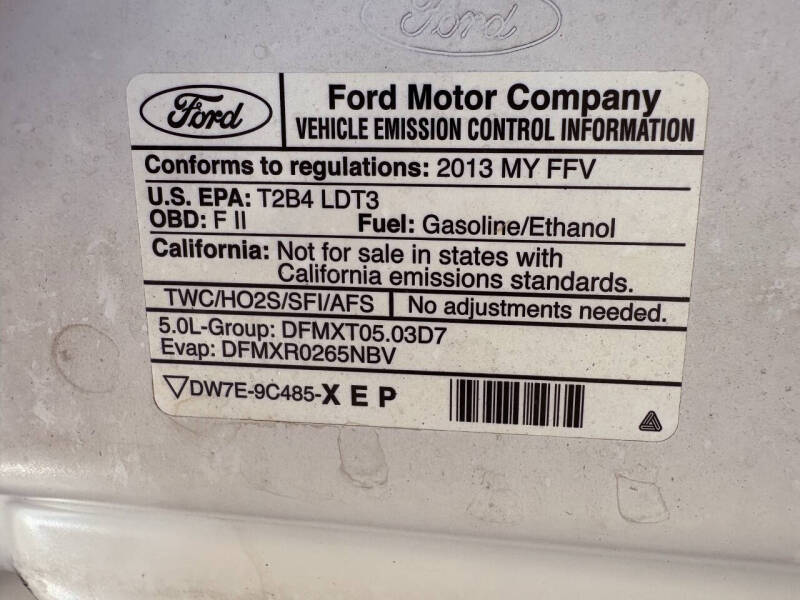 Ford
Ford
Ford Motor Company
VEHICLE EMISSION CONTROL INFORMATION
Conforms to regulations: 2013 MY FFV
U.S. EPA: T2B4 LDT3
OBD: F II Fuel: Gasoline/Ethanol
California: Not for sale in states with
California emissions standards.
TWC/HO2S/SFI/AFS No adjustments needed.
5.0L-Group: DFMXT05.03D7
Evap: DFMXR0265NBV
DW7E-9C485-X E P